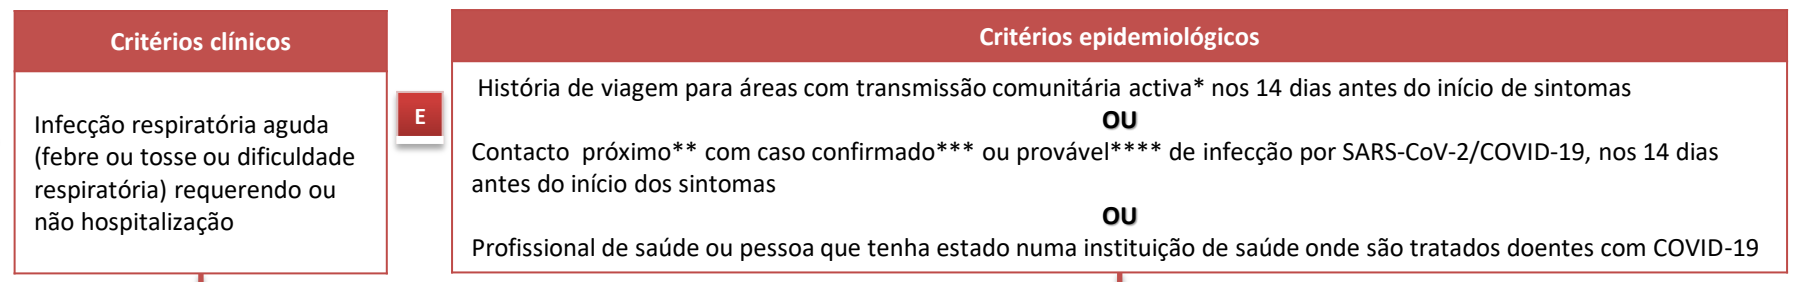 Critérios clínicos
Infecção respiratória aguda
(febre ou tosse ou dificuldade
respiratória) requerendo ou
não hospitalização
E
Critérios epidemiológicos
História de viagem para áreas com transmissão comunitária activa* nos 14 dias antes do início de sintomas
OU
Contacto próximo** com caso confirmado*** ou provável**** de infecção por SARS-CoV-2/COVID-19, nos 14 dias
antes do início dos sintomas
OU
Profissional de saúde ou pessoa que tenha estado numa instituição de saúde onde são tratados doentes com COVID-19